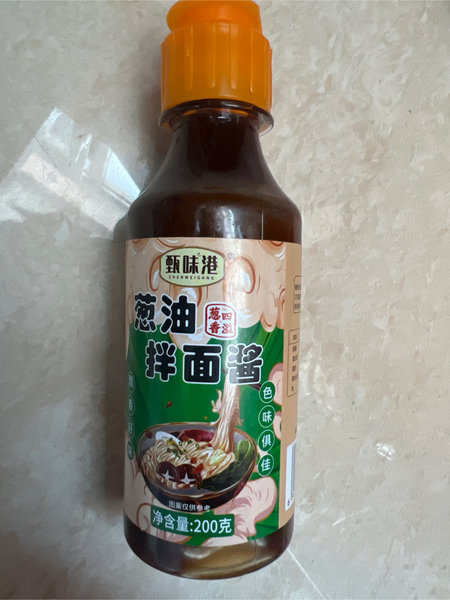 甄味港
ZHENWEIGANG
葱油
葱香四溢
拌面酱
色味俱佳
图案仅供参考
净含量:200克